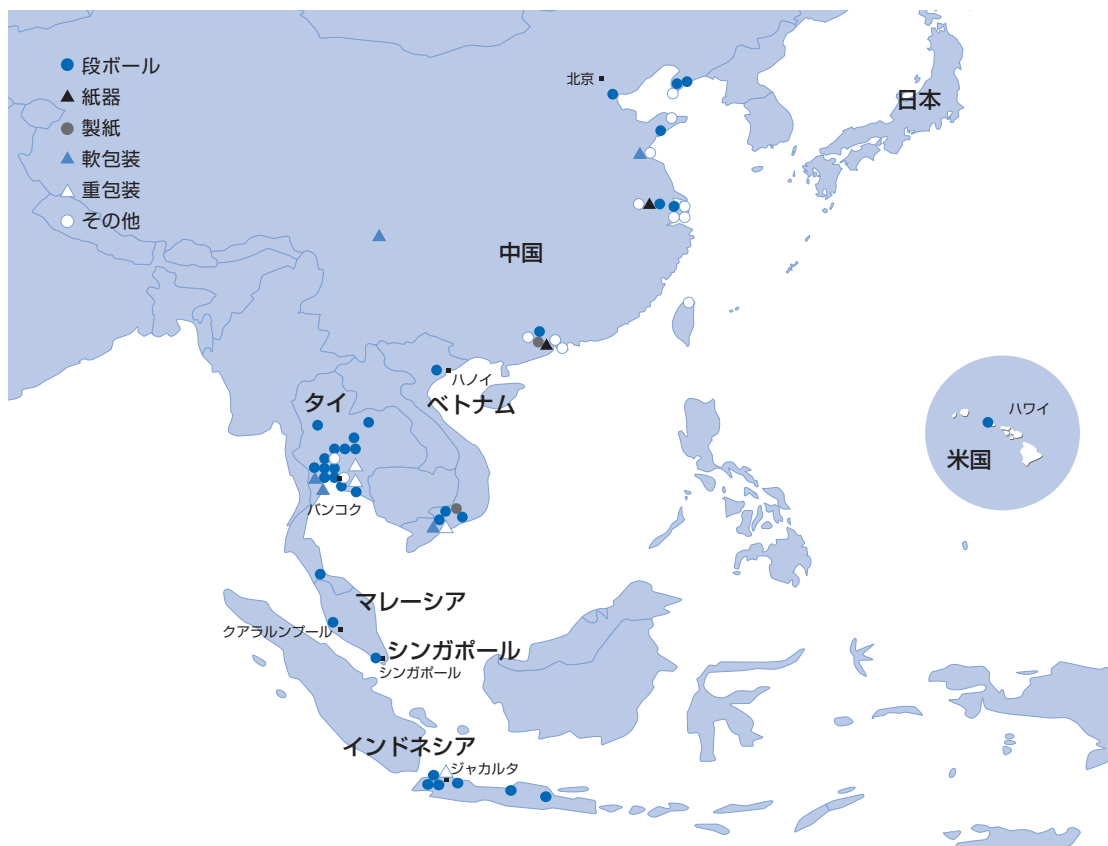 段ボール
紙器
製紙
軟包装
重包装
その他
北京
日本
中国
ハノイ
ベトナム
タイ
バンコク
ハワイ
米国
マレーシア
クアラルンプール
シンガポール
シンガポール
インドネシア
ジャカルタ